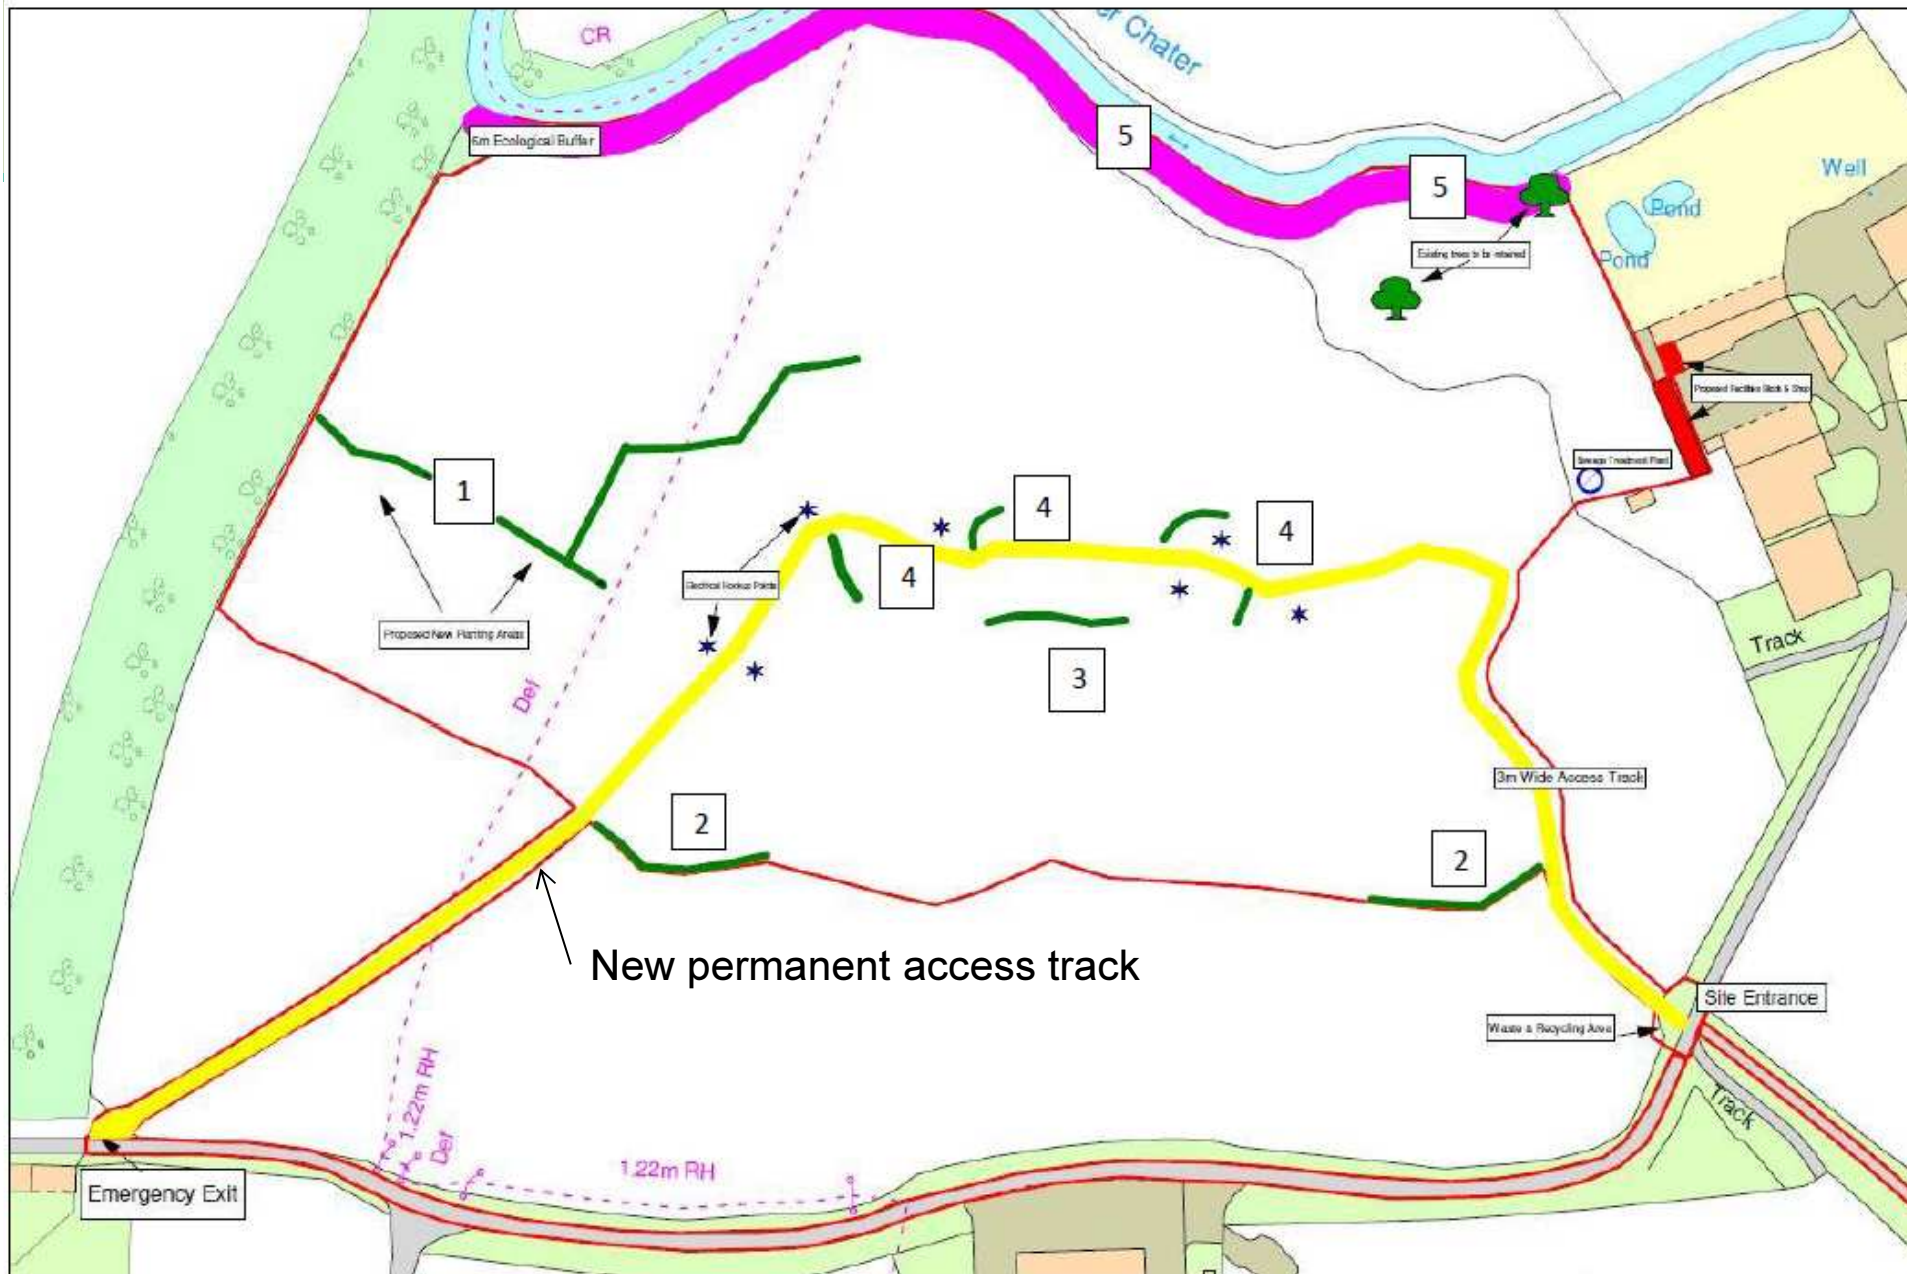 CR
er Chater
6m Ecological Buffer
5
5
Well
Pond
Pond
Existing trees to be retained
Proposed Facilities Block & Shop
Sewage Treatment Plant
1
4
4
4
Electrical Hookup Points
Proposed New Planting Areas
Track
3
Def
3m Wide Access Track
2
2
New permanent access track
Site Entrance
Waste & Recycling Area
Track
1.22m RH
Def
1.22m RH
Emergency Exit